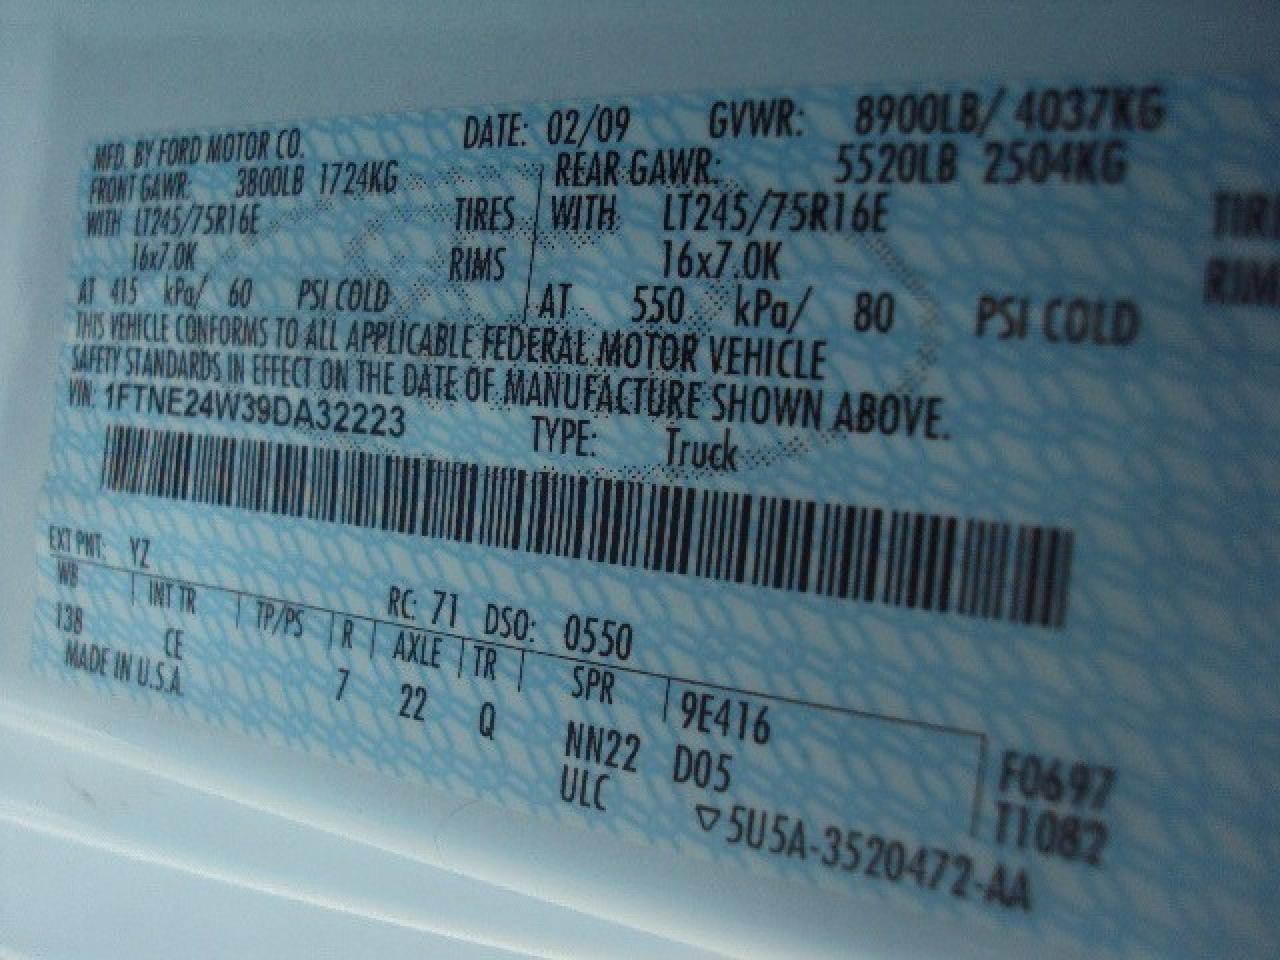 MFD. BY FORD MOTOR CO. DATE: 02/09 GVWR: 8900LB/ 4037KG
FRONT GAWR: 3800LB 1724KG REAR GAWR: 5520LB 2504KG
WITH LT245/75R16E TIRES WITH LT245/75R16E TIRE
16x7.0K RIMS 16x7.0K RIM
AT 415 kPa/ 60 PSI COLD AT 550 kPa/ 80 PSI COLD
THIS VEHICLE CONFORMS TO ALL APPLICABLE FEDERAL MOTOR VEHICLE
SAFETY STANDARDS IN EFFECT ON THE DATE OF MANUFACTURE SHOWN ABOVE.
VIN: 1FTNE24W39DA32223 TYPE: Truck
EXT PNT: YZ RC: 71 DSO: 0550
WB INT TR TP/PS R AXLE TR SPR 9E416 F0697
138 CE 7 22 Q NN22 D05 T1082
MADE IN U.S.A. ULC ▽5U5A-3520472-AA